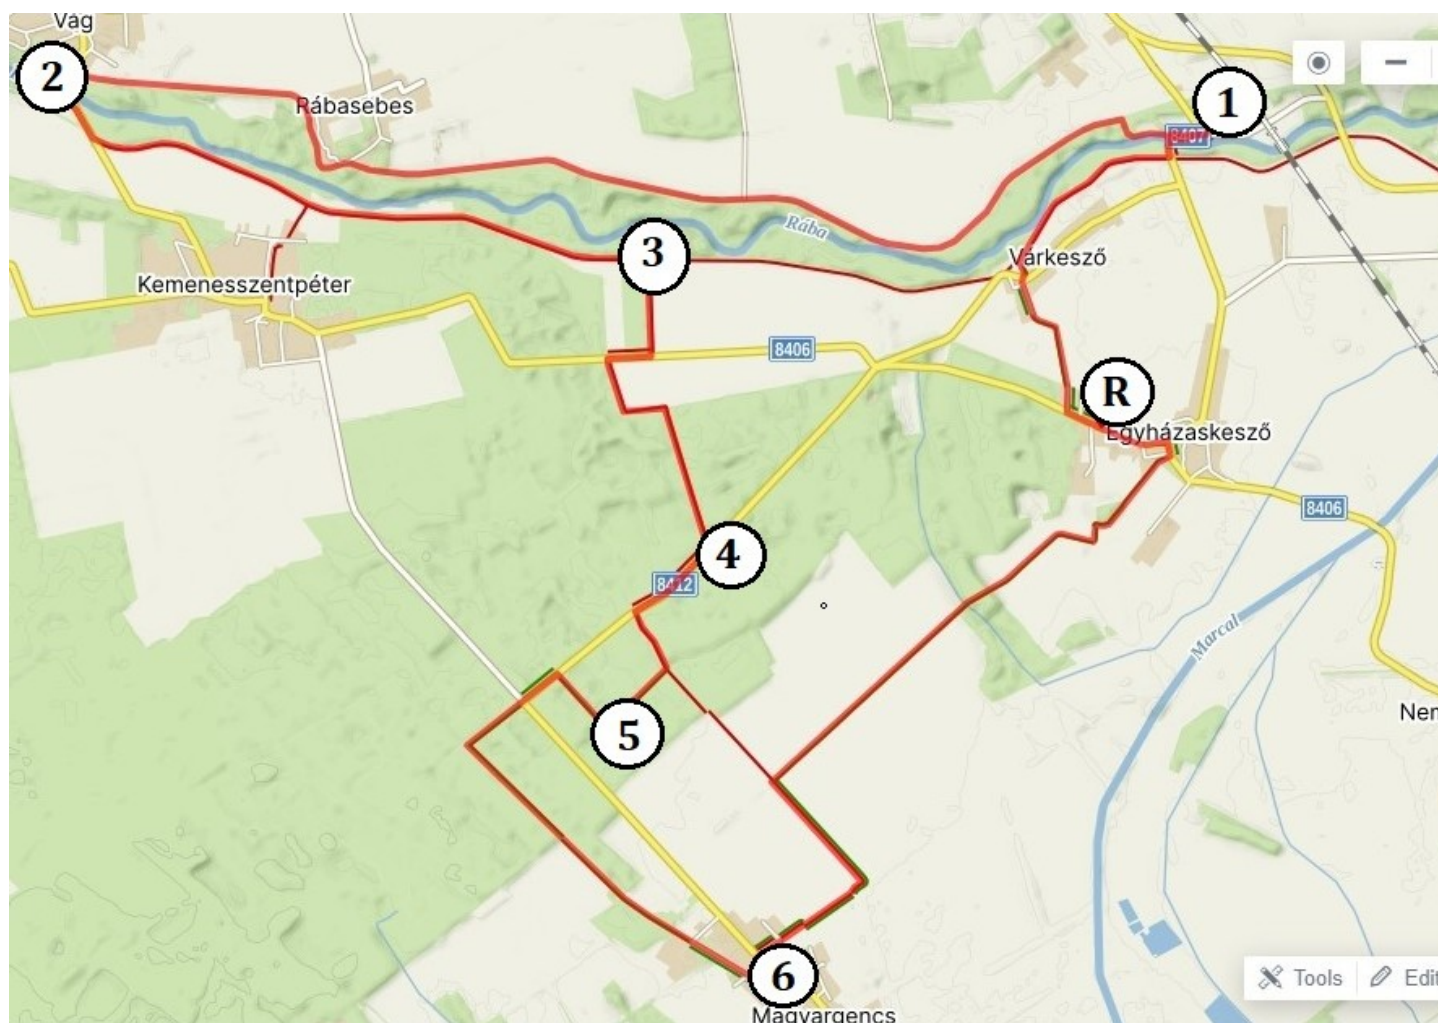 Vág
2
Rábasebes
1
8407
3
Rába
Várkesző
Kemenesszentpéter
8406
R
Egyházaskesző
8406
4
8412
Marcal
5
Nem
6
Magyargencs
Tools
Edit